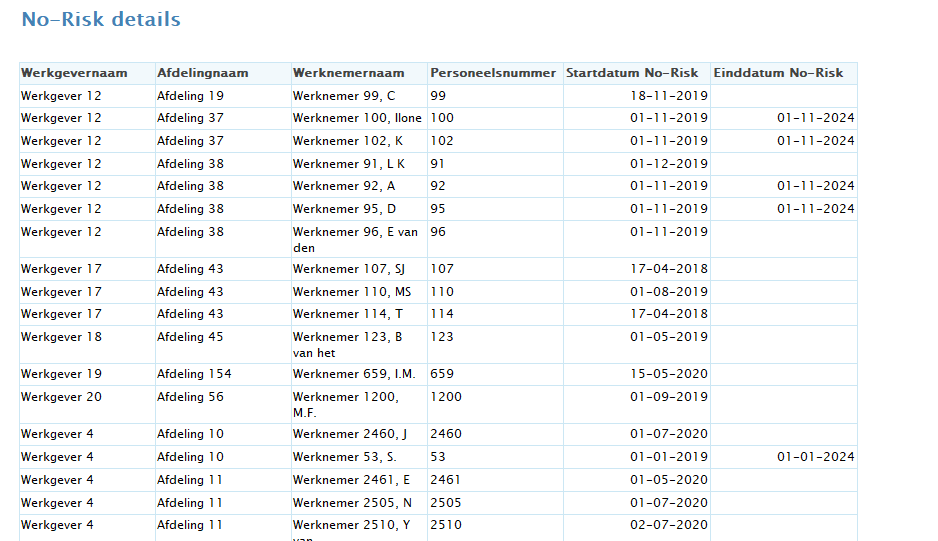 No-Risk details
Werkgevernaam Afdelingnaam Werknemernaam Personeelsnummer Startdatum No-Risk Einddatum No-Risk
Werkgever 12 Afdeling 19 Werknemer 99, C 99 18-11-2019
Werkgever 12 Afdeling 37 Werknemer 100, Ilone 100 01-11-2019 01-11-2024
Werkgever 12 Afdeling 37 Werknemer 102, K 102 01-11-2019 01-11-2024
Werkgever 12 Afdeling 38 Werknemer 91, L K 91 01-12-2019
Werkgever 12 Afdeling 38 Werknemer 92, A 92 01-11-2019 01-11-2024
Werkgever 12 Afdeling 38 Werknemer 95, D 95 01-11-2019 01-11-2024
Werkgever 12 Afdeling 38 Werknemer 96, E van 96 01-11-2019
den
Werkgever 17 Afdeling 43 Werknemer 107, SJ 107 17-04-2018
Werkgever 17 Afdeling 43 Werknemer 110, MS 110 01-08-2019
Werkgever 17 Afdeling 43 Werknemer 114, T 114 17-04-2018
Werkgever 18 Afdeling 45 Werknemer 123, B 123 01-05-2019
van het
Werkgever 19 Afdeling 154 Werknemer 659, I.M. 659 15-05-2020
Werkgever 20 Afdeling 56 Werknemer 1200, 1200 01-09-2019
M.F.
Werkgever 4 Afdeling 10 Werknemer 2460, J 2460 01-07-2020
Werkgever 4 Afdeling 10 Werknemer 53, S. 53 01-01-2019 01-01-2024
Werkgever 4 Afdeling 11 Werknemer 2461, E 2461 01-05-2020
Werkgever 4 Afdeling 11 Werknemer 2505, N 2505 01-07-2020
Werkgever 4 Afdeling 11 Werknemer 2510, Y 2510 02-07-2020